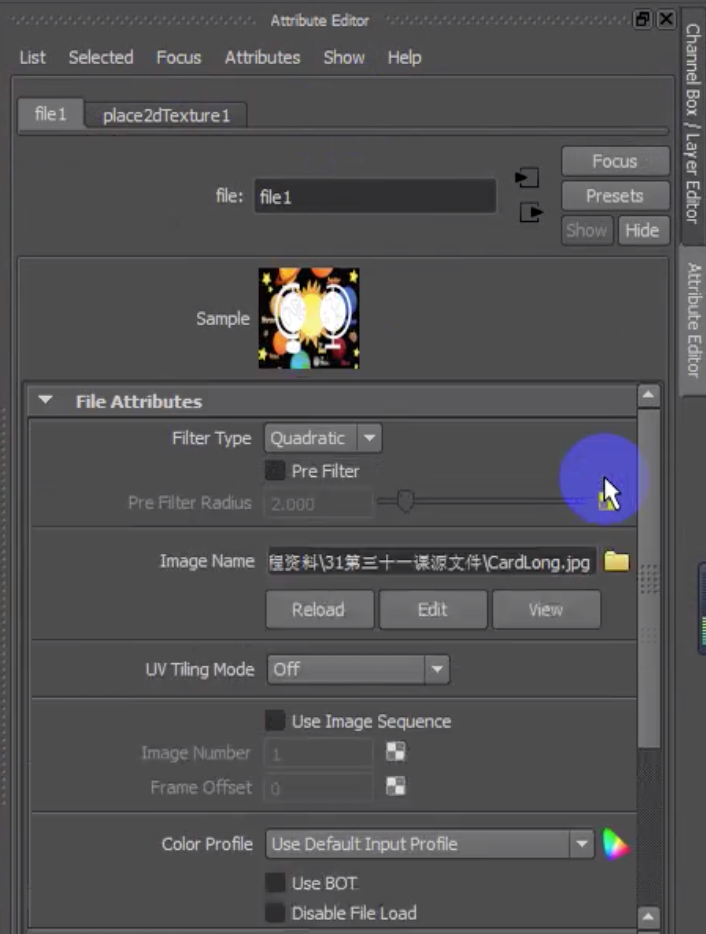 Attribute Editor
List Selected Focus Attributes Show Help
file1 place2dTexture1
Focus
file: file1 Presets
Show Hide
Sample
File Attributes
Filter Type Quadratic
Pre Filter
Pre Filter Radius 2.000
Image Name 程资料\31第三十一课源文件\CardLong.jpg
Reload Edit View
UV Tiling Mode Off
Use Image Sequence
Image Number 1
Frame Offset 0
Color Profile Use Default Input Profile
Use BOT
Disable File Load
Channel Box / Layer Editor
Attribute Editor